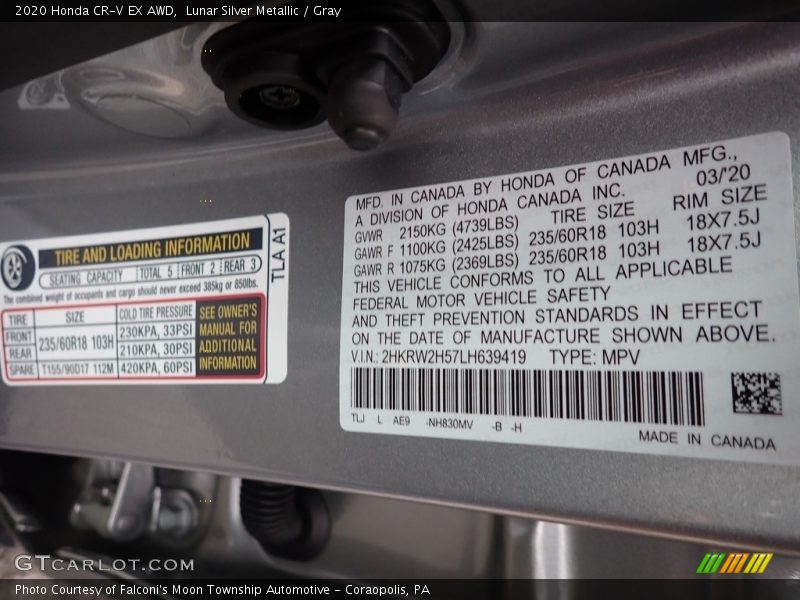 2020 Honda CR-V EX AWD, Lunar Silver Metallic / Gray
TIRE AND LOADING INFORMATION
SEATING CAPACITY TOTAL 5 FRONT 2 REAR 3
The combined weight of occupants and cargo should never exceed 385kg or 850lbs.
TIRE SIZE COLD TIRE PRESSURE
FRONT 235/60R18 103H 230KPA, 33PSI
REAR 210KPA, 30PSI
SPARE T155/90D17 112M 420KPA, 60PSI
SEE OWNER'S
MANUAL FOR
ADDITIONAL
INFORMATION
TLA A1
MFD. IN CANADA BY HONDA OF CANADA MFG.,
A DIVISION OF HONDA CANADA INC. 03/'20
GVWR 2150KG (4739LBS) TIRE SIZE RIM SIZE
GAWR F 1100KG (2425LBS) 235/60R18 103H 18X7.5J
GAWR R 1075KG (2369LBS) 235/60R18 103H 18X7.5J
THIS VEHICLE CONFORMS TO ALL APPLICABLE
FEDERAL MOTOR VEHICLE SAFETY
AND THEFT PREVENTION STANDARDS IN EFFECT
ON THE DATE OF MANUFACTURE SHOWN ABOVE.
V.I.N.: 2HKRW2H57LH639419 TYPE: MPV
TLJ L AE9 -NH830MV -B -H
MADE IN CANADA
GTCarLot.com
Photo Courtesy of Falconi's Moon Township Automotive - Coraopolis, PA